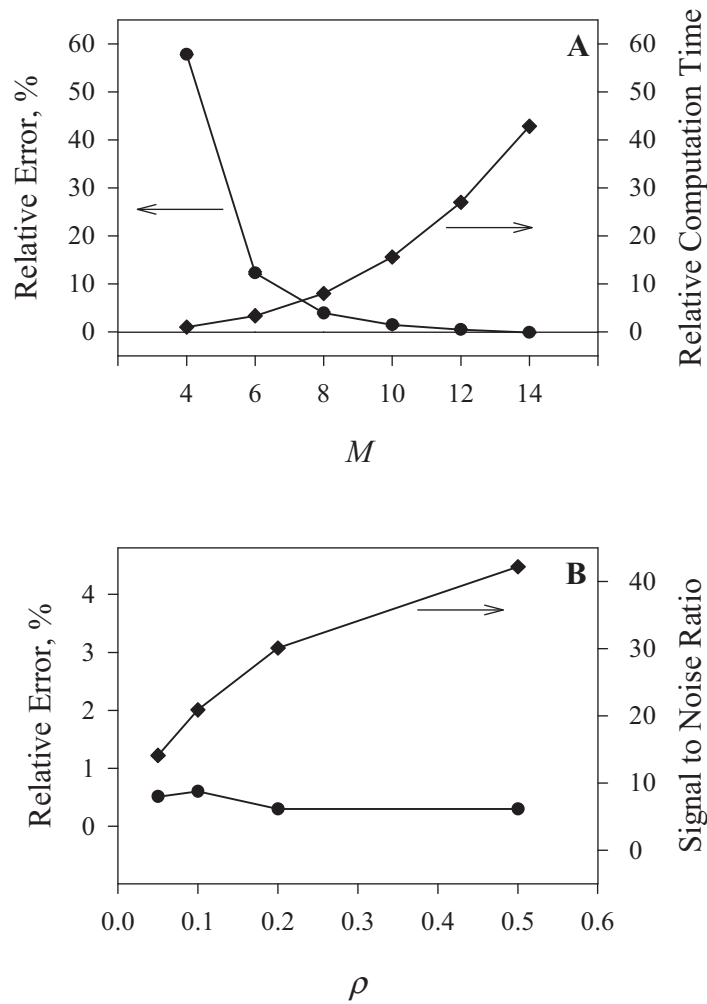 A
60
50
40
30
20
10
0
Relative Error, %
60
50
40
30
20
10
0
Relative Computation Time
4 6 8 10 12 14
M
B
4
3
2
1
0
Relative Error, %
40
30
20
10
0
Signal to Noise Ratio
0.0 0.1 0.2 0.3 0.4 0.5 0.6
ρ